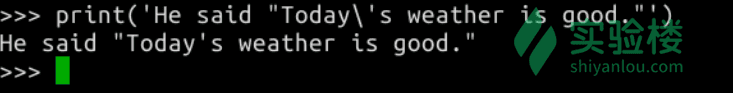 >>> print('He said "Today\'s weather is good."')
He said "Today's weather is good."
>>>
实验楼
shiyanlou.com